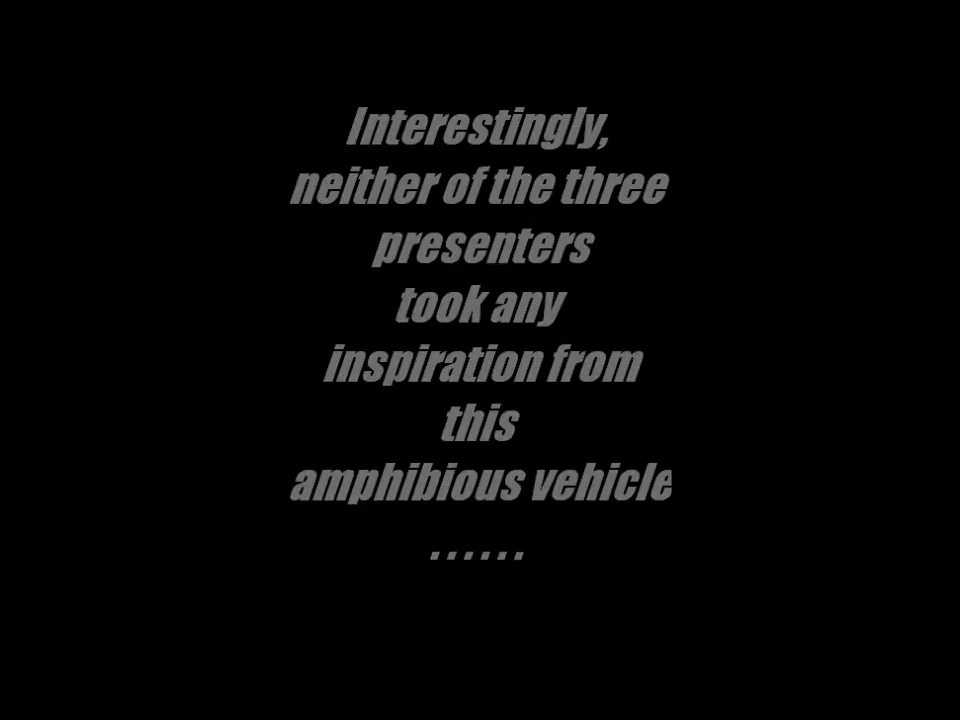 Interestingly,
neither of the three
presenters
took any
inspiration from
this
amphibious vehicle
......